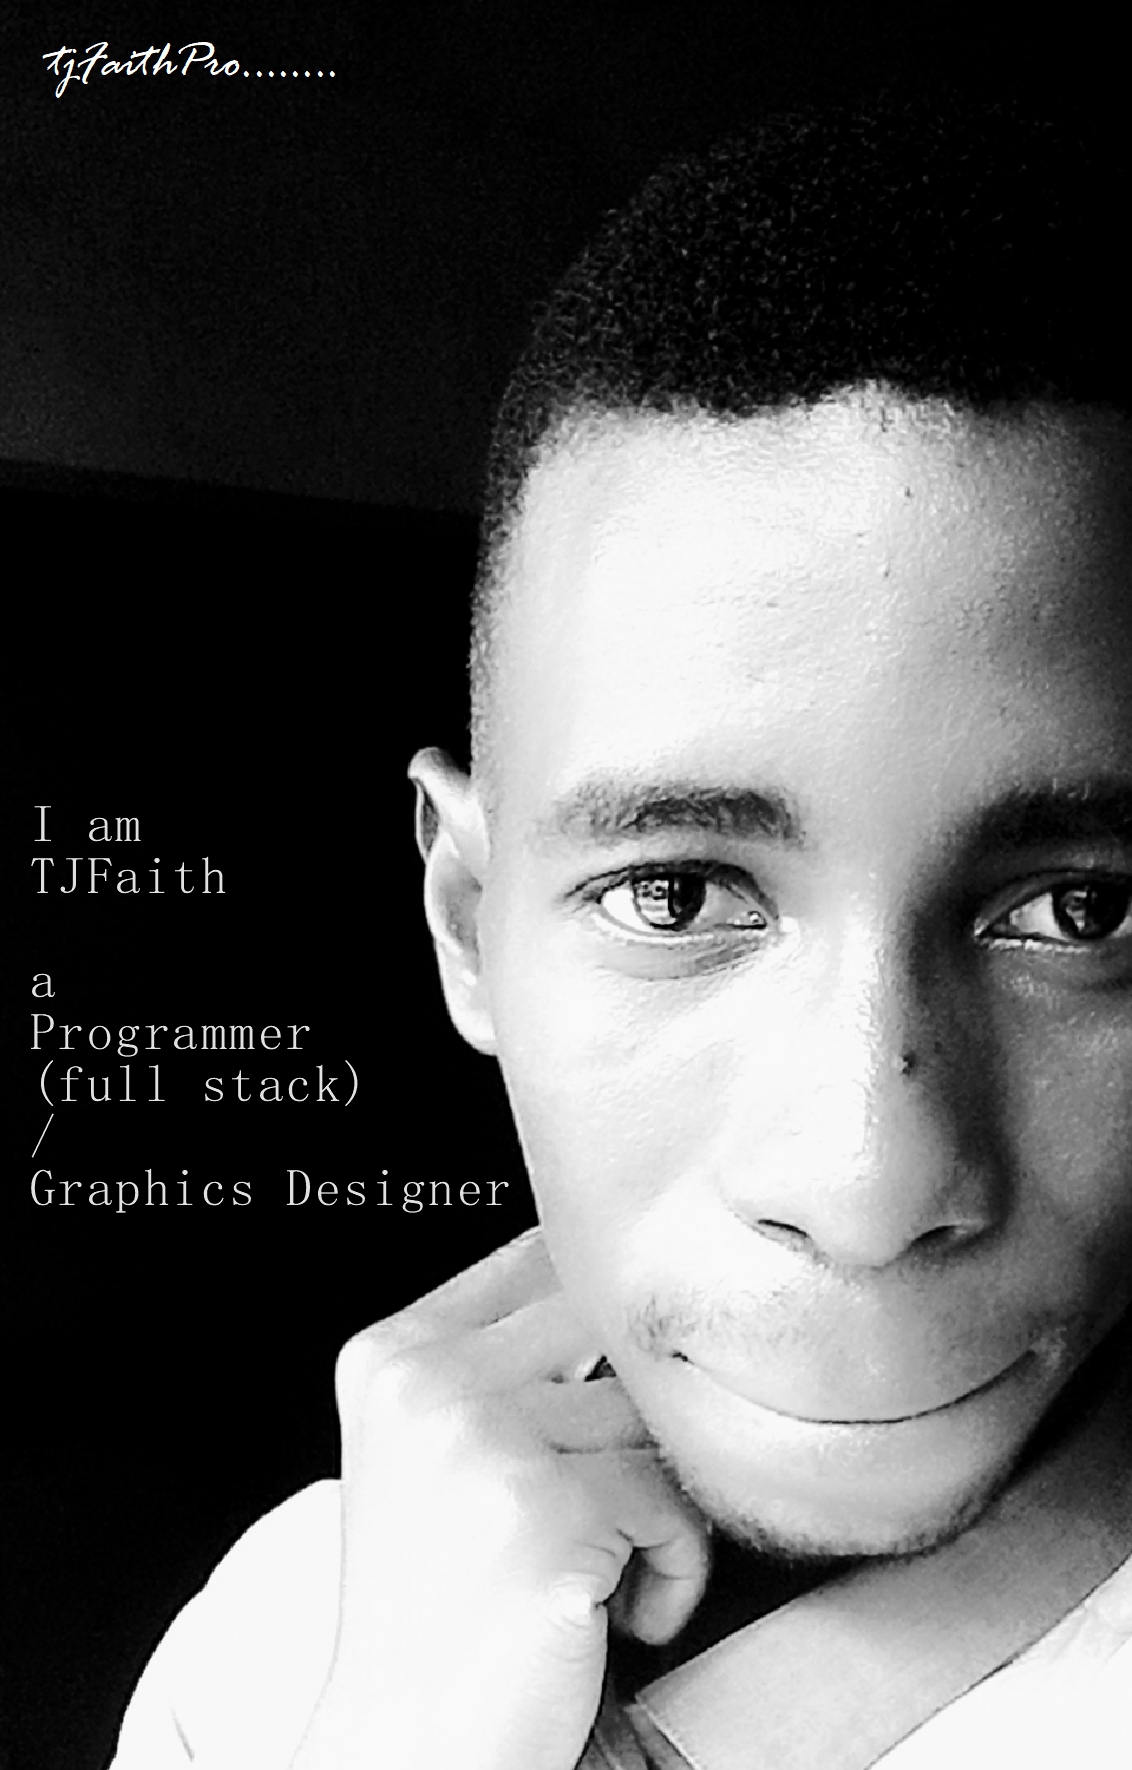 tjFaithPro........
I am
TJFaith
a
Programmer
(full stack)
/
Graphics Designer